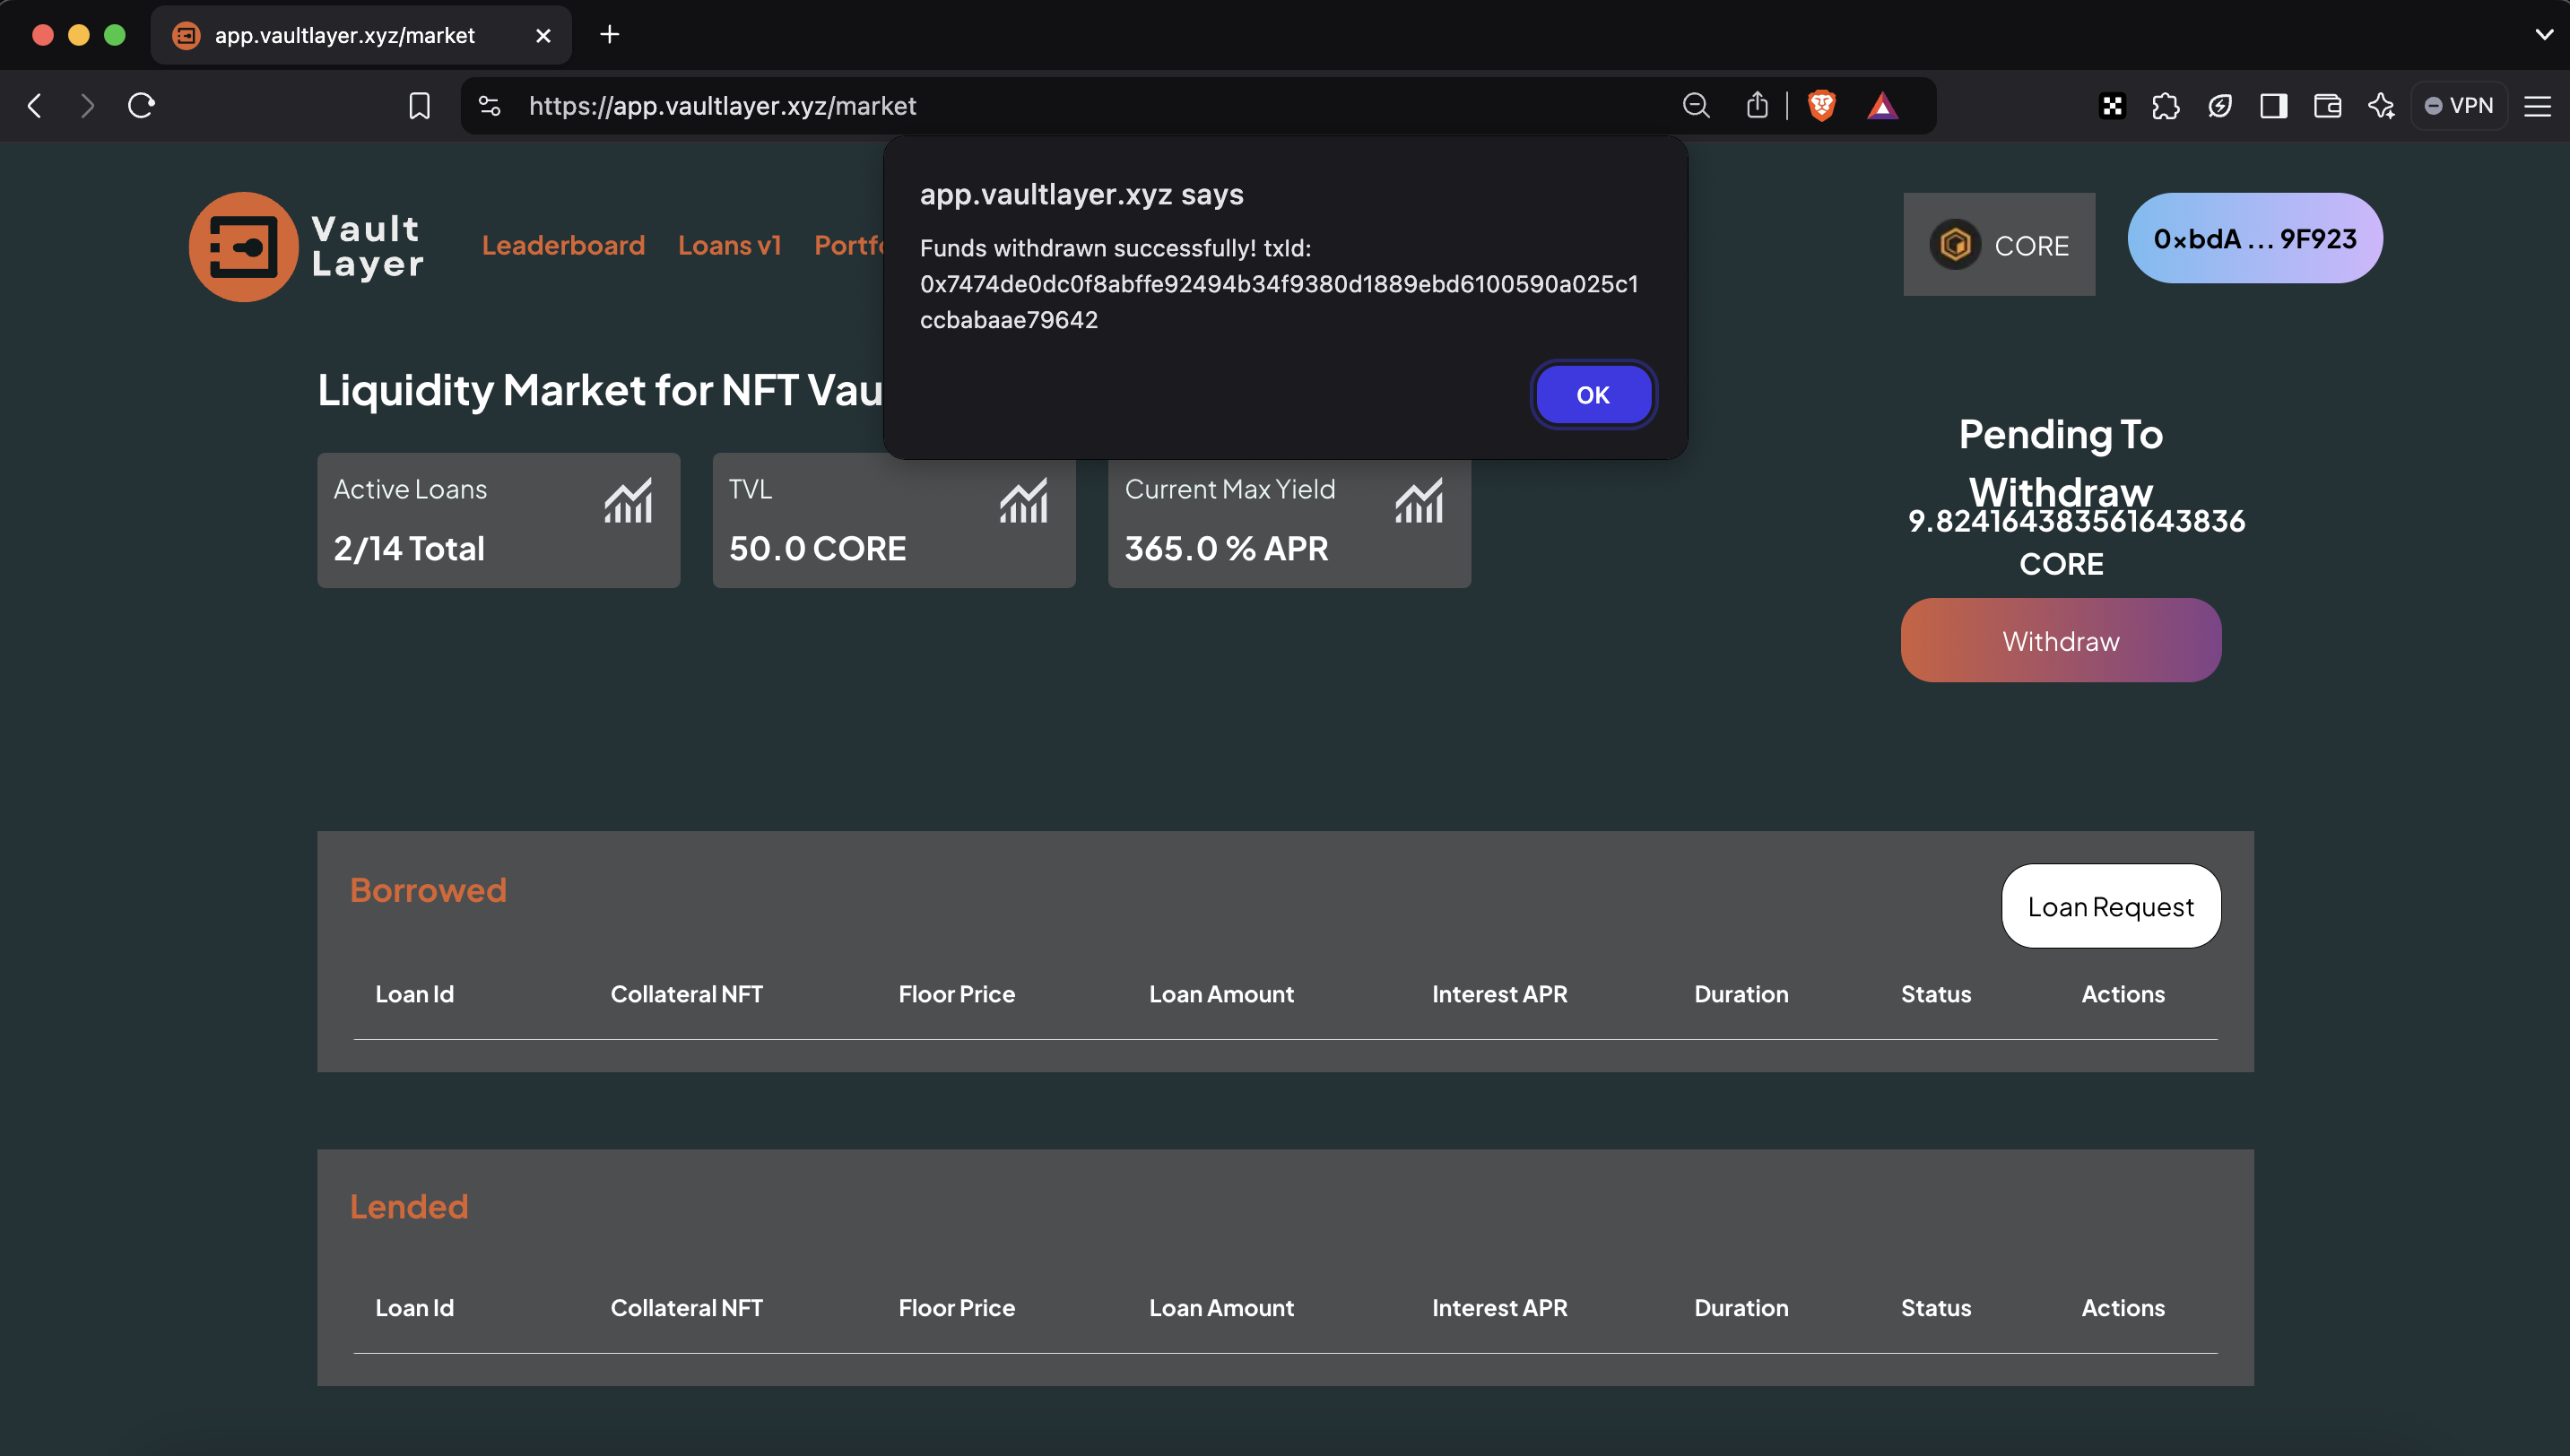 app.vaultlayer.xyz/market
https://app.vaultlayer.xyz/market
VPN
app.vaultlayer.xyz says
Funds withdrawn successfully! txId:
0x7474de0dc0f8abffe92494b34f9380d1889ebd6100590a025c1
ccbabaae79642
OK
Vault
Layer
Leaderboard
Loans v1
Portfo
CORE
0xbdA ... 9F923
Liquidity Market for NFT Vau
Active Loans
2/14 Total
TVL
50.0 CORE
Current Max Yield
365.0 % APR
Pending To
Withdraw
9.824164383561643836
CORE
Withdraw
Borrowed
Loan Request
Loan Id Collateral NFT Floor Price Loan Amount Interest APR Duration Status Actions
Lended
Loan Id Collateral NFT Floor Price Loan Amount Interest APR Duration Status Actions